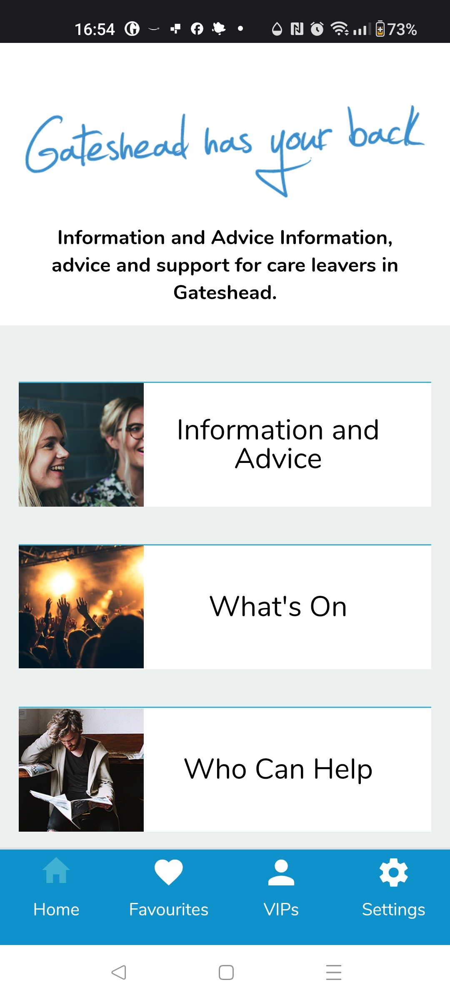 16:54
73%
Gateshead has your back
Information and Advice Information,
advice and support for care leavers in
Gateshead.
Information and
Advice
What's On
Who Can Help
Home Favourites VIPs Settings